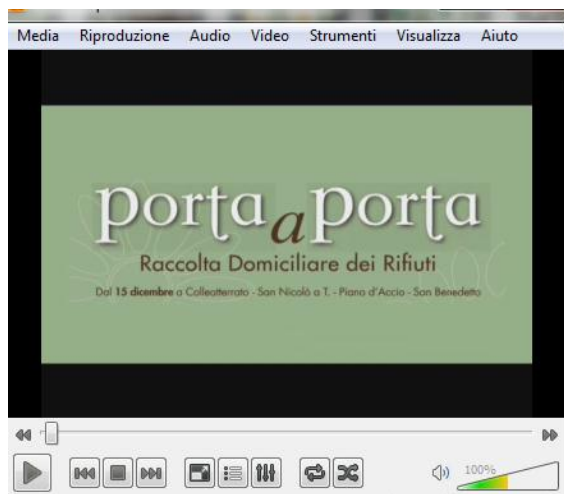 Media Riproduzione Audio Video Strumenti Visualizza Aiuto
porta a porta
Raccolta Domiciliare dei Rifiuti
Dal 15 dicembre a Colleatterrato - San Nicolò a T. - Piano d'Accio - San Benedetto
100%